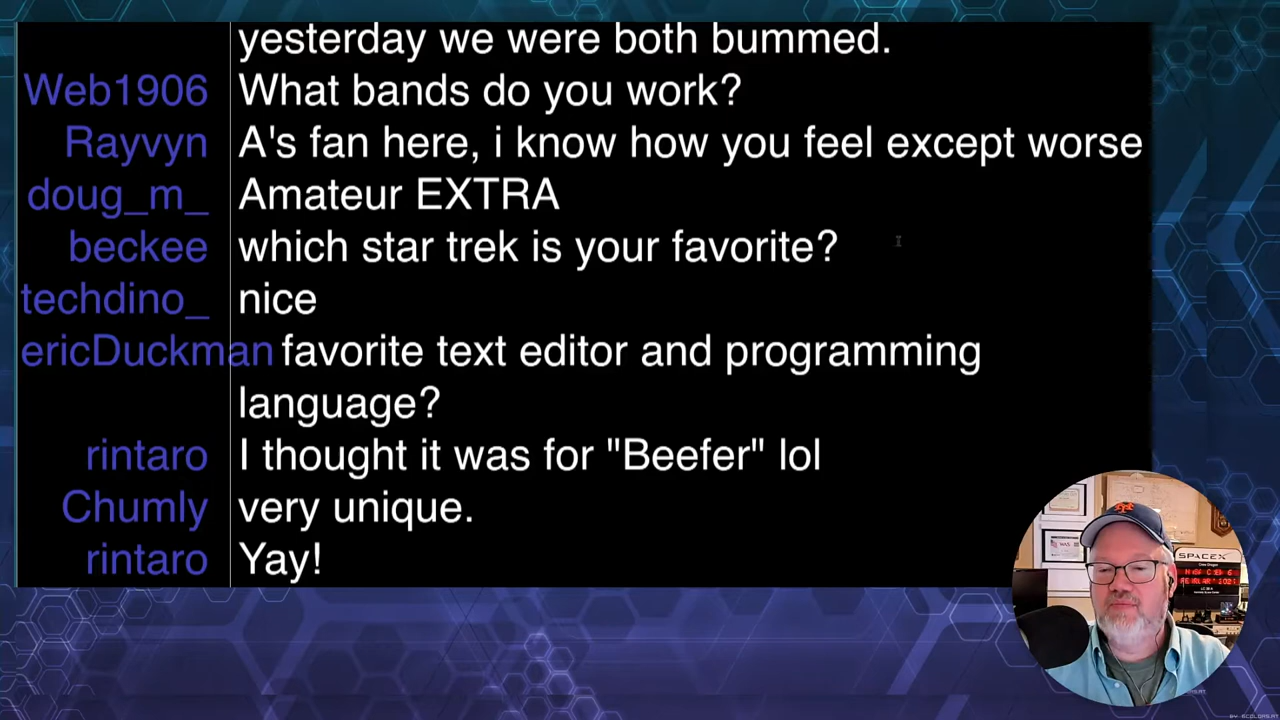 yesterday we were both bummed.
Web1906 What bands do you work?
Rayvyn A's fan here, i know how you feel except worse
doug_m_ Amateur EXTRA
beckee which star trek is your favorite?
techdino_ nice
ericDuckman favorite text editor and programming
language?
rintaro I thought it was for "Beefer" lol
Chumly very unique.
rintaro Yay!
SPACEX